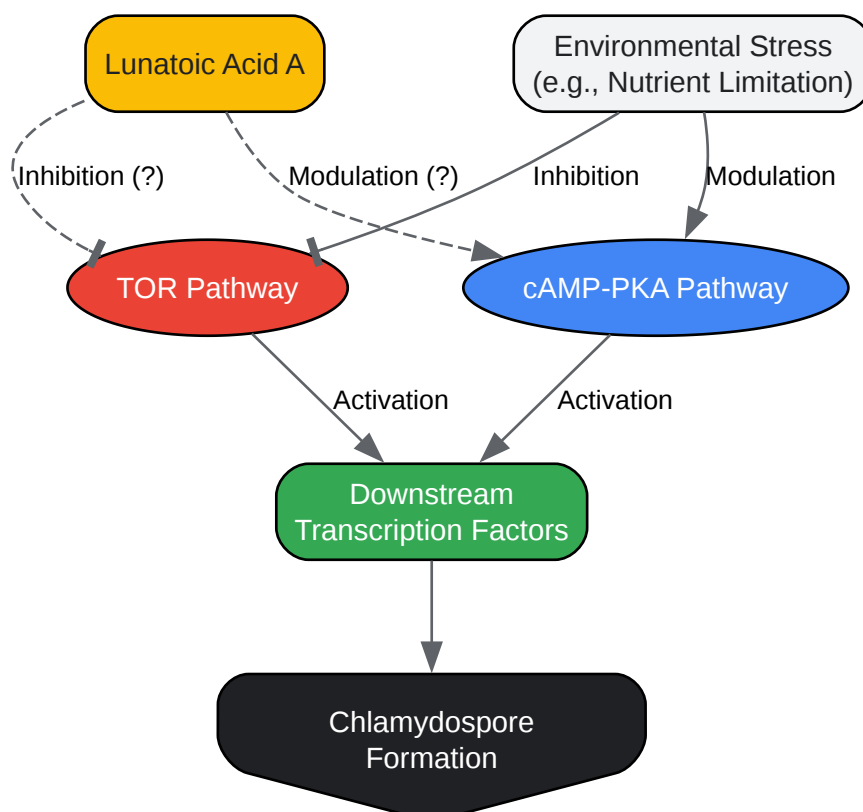 Lunatoic Acid A
Environmental Stress
(e.g., Nutrient Limitation)
Inhibition (?)
Modulation (?)
Inhibition
Modulation
TOR Pathway
cAMP-PKA Pathway
Activation
Activation
Downstream
Transcription Factors
Chlamydospore
Formation